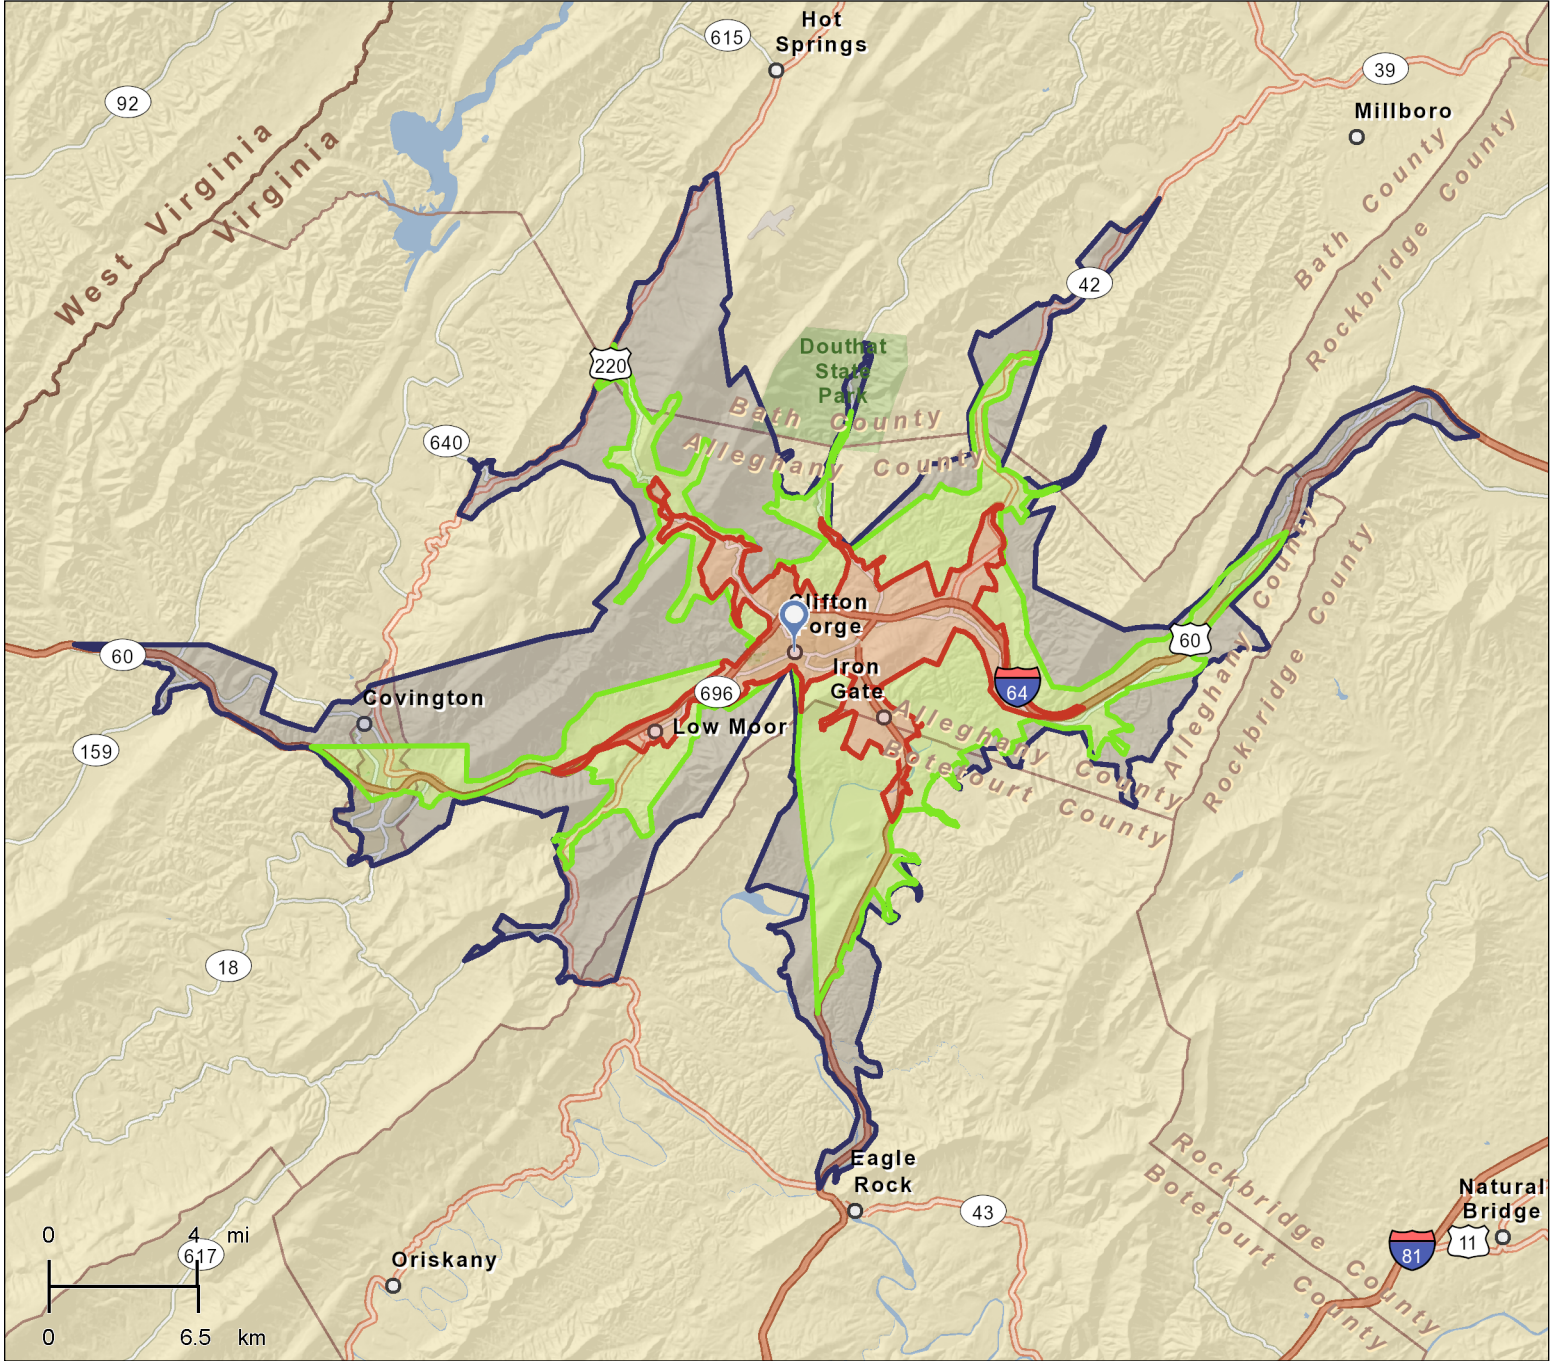 Hot
Springs
615
39
92
Millboro
West Virginia
Virginia
Bath County
Rockbridge County
42
220
Douthat
State
Park
Bath County
Alleghany County
640
Clifton
orge
60
60
Alleghany County
Rockbridge County
Iron
Gate
64
696
Covington
Low Moor
159
Alleghany County
Botetourt County
18
Eagle
Rock
43
Rockbridge County
Botetourt County
Natural
Bridge
11
81
Oriskany
617
0 4 mi
0 6.5 km